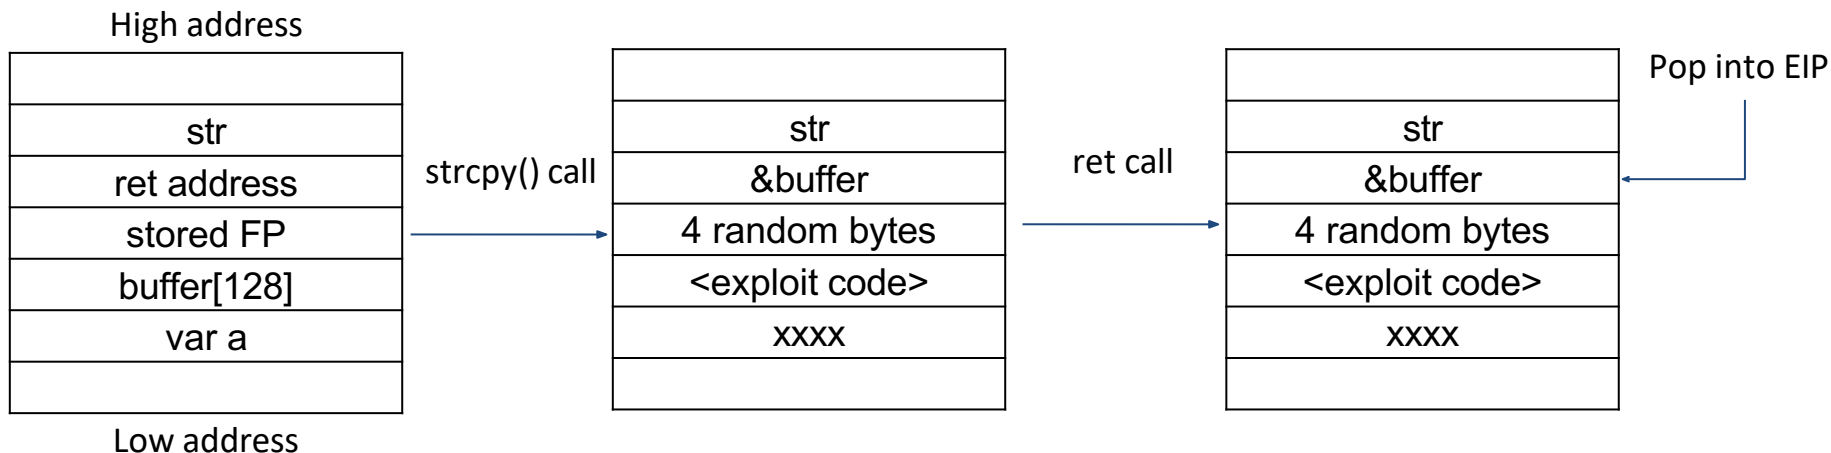 High address
str
ret address
stored FP
buffer[128]
var a
Low address
strcpy() call
str
&buffer
4 random bytes
<exploit code>
xxxx
ret call
str
&buffer
4 random bytes
<exploit code>
xxxx
Pop into EIP